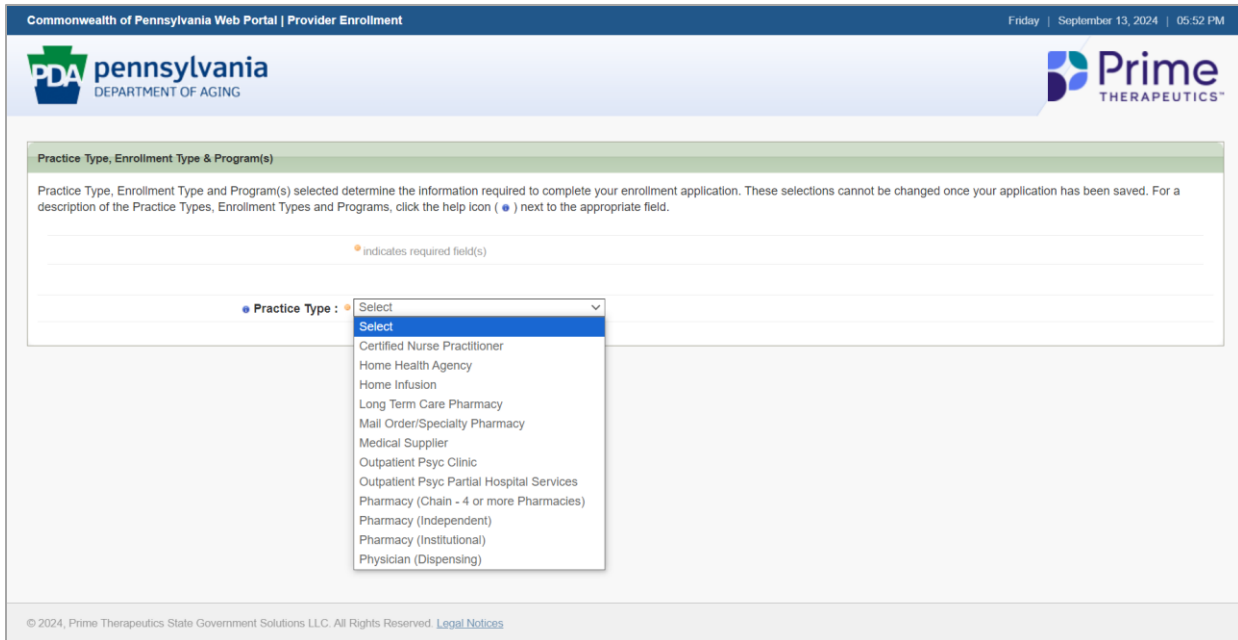 Commonwealth of Pennsylvania Web Portal | Provider Enrollment
Friday | September 13, 2024 | 05:52 PM
PDA pennsylvania
DEPARTMENT OF AGING
Prime
THERAPEUTICS™
Practice Type, Enrollment Type & Program(s)
Practice Type, Enrollment Type and Program(s) selected determine the information required to complete your enrollment application. These selections cannot be changed once your application has been saved. For a
description of the Practice Types, Enrollment Types and Programs, click the help icon ( ) next to the appropriate field.
indicates required field(s)
Practice Type : Select
Select
Certified Nurse Practitioner
Home Health Agency
Home Infusion
Long Term Care Pharmacy
Mail Order/Specialty Pharmacy
Medical Supplier
Outpatient Psyc Clinic
Outpatient Psyc Partial Hospital Services
Pharmacy (Chain - 4 or more Pharmacies)
Pharmacy (Independent)
Pharmacy (Institutional)
Physician (Dispensing)
© 2024, Prime Therapeutics State Government Solutions LLC. All Rights Reserved. Legal Notices